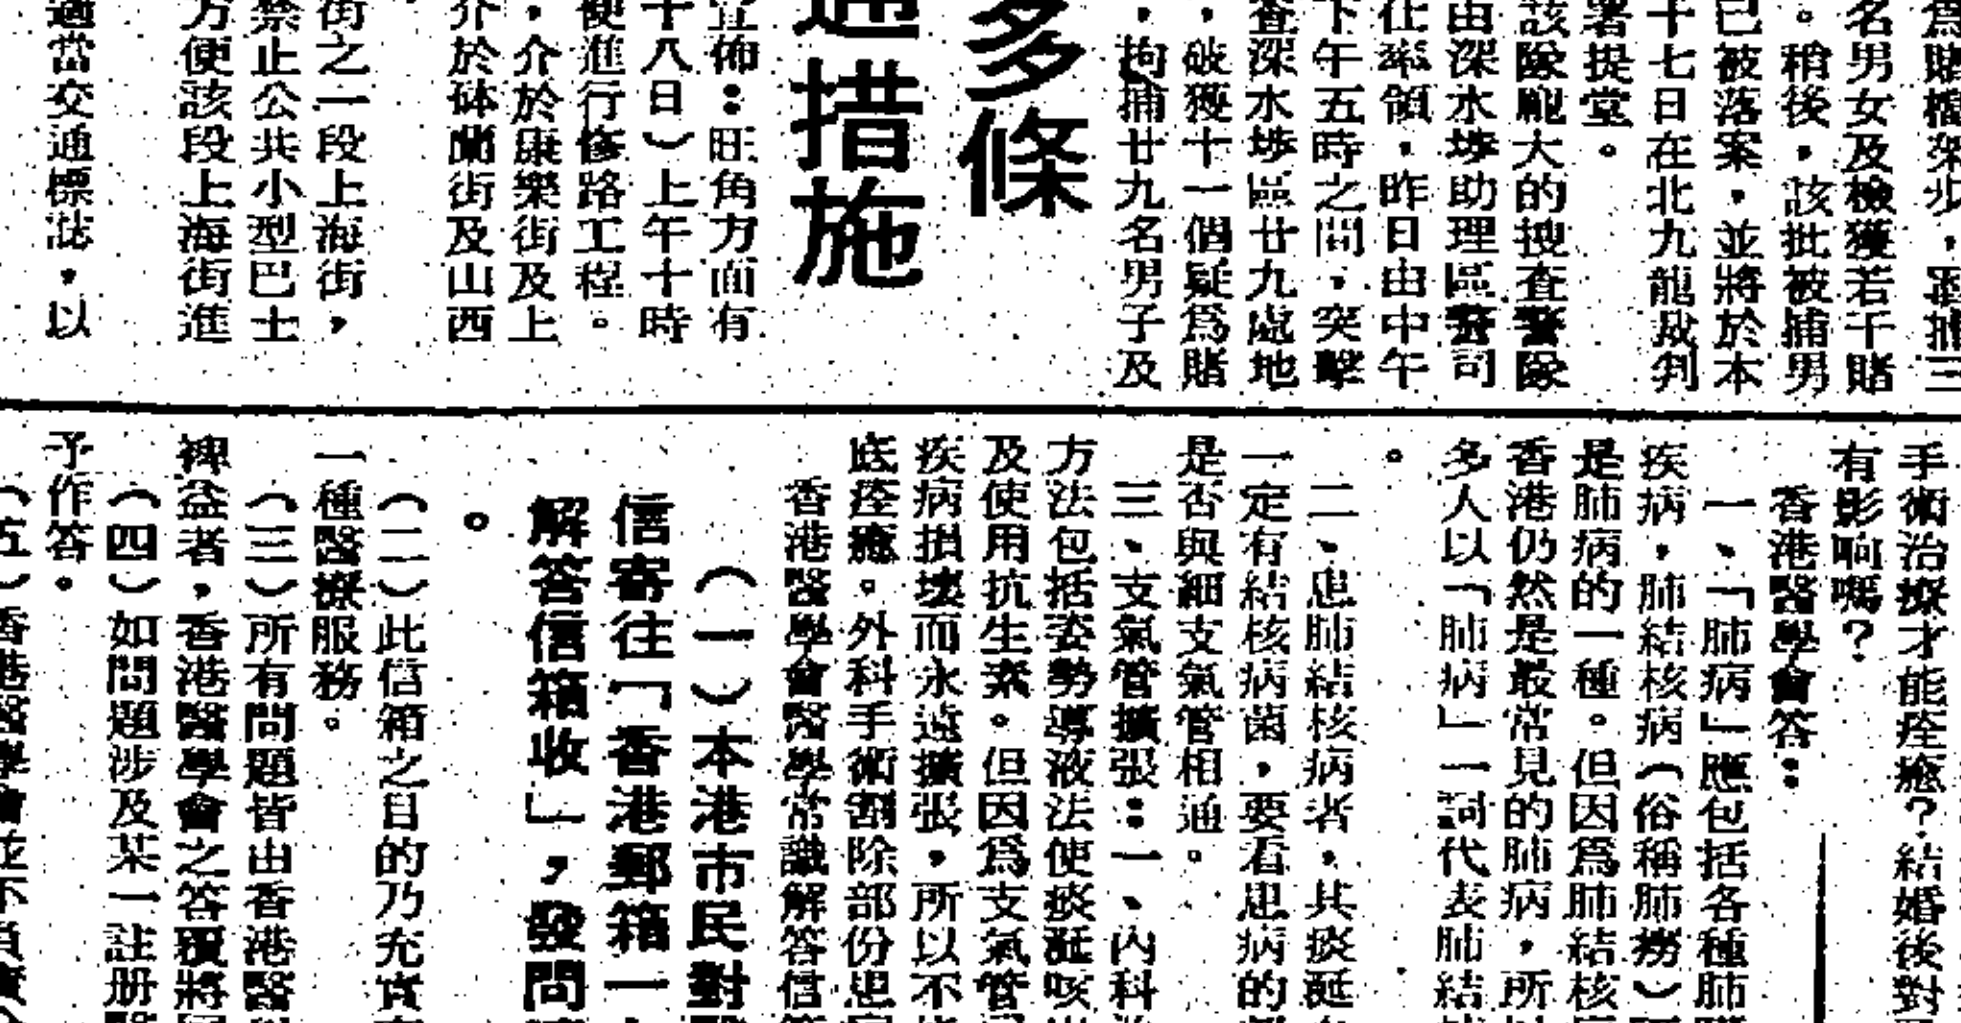 爲賭檔架步，
名男女及檢獲若干賭
。稍後，該批被捕男
已被落案，並將於本
十七日在北九龍裁判
署提堂。
該隊龐大的搜查警隊
由深水埗助理區警司
率領，昨日由中午
下午五時之間，突擊
查深水埗區廿九處地
，破獲十一個疑爲賭
，拘捕廿九名男子及
多條
通措施
宣佈：旺角方面有
十八日）上午十時
便進行修路工程。
，介於康樂街及上
介於砵蘭街及山西
街之一段上海街，
禁止公共小型巴士
方便該段上海街進
適當交通標誌，以
手術治療才能痊癒？結婚後對
有影响嗎？
香港醫學會答：
一、「肺病」應包括各種肺
疾病，肺結核病（俗稱肺癆）
是肺病的一種。但因爲肺結核
香港仍然是最常見的肺病，所
多人以「肺病」一詞代表肺結
。
二、患肺結核病者，其痰涎
一定有結核病菌，要看患病的
是否與細支氣管相通。
三、支氣管擴張：一、內科
方法包括姿勢導液法使痰涎咳
及使用抗生素。但因爲支氣管
疾病損壞而永遠擴張，所以不
底痊癒。外科手術割除部份患
香港醫學會醫學常識解答信
（一）本港市民對
信寄往「香港郵箱一
解答信箱收」，發問
。
（二）此信箱之目的乃充實
一種醫療服務。
（三）所有問題皆由香港醫
裨益者，香港醫學會之答覆將
（四）如問題涉及某一註册醫
予作答。
（五）香港醫學會並不負責